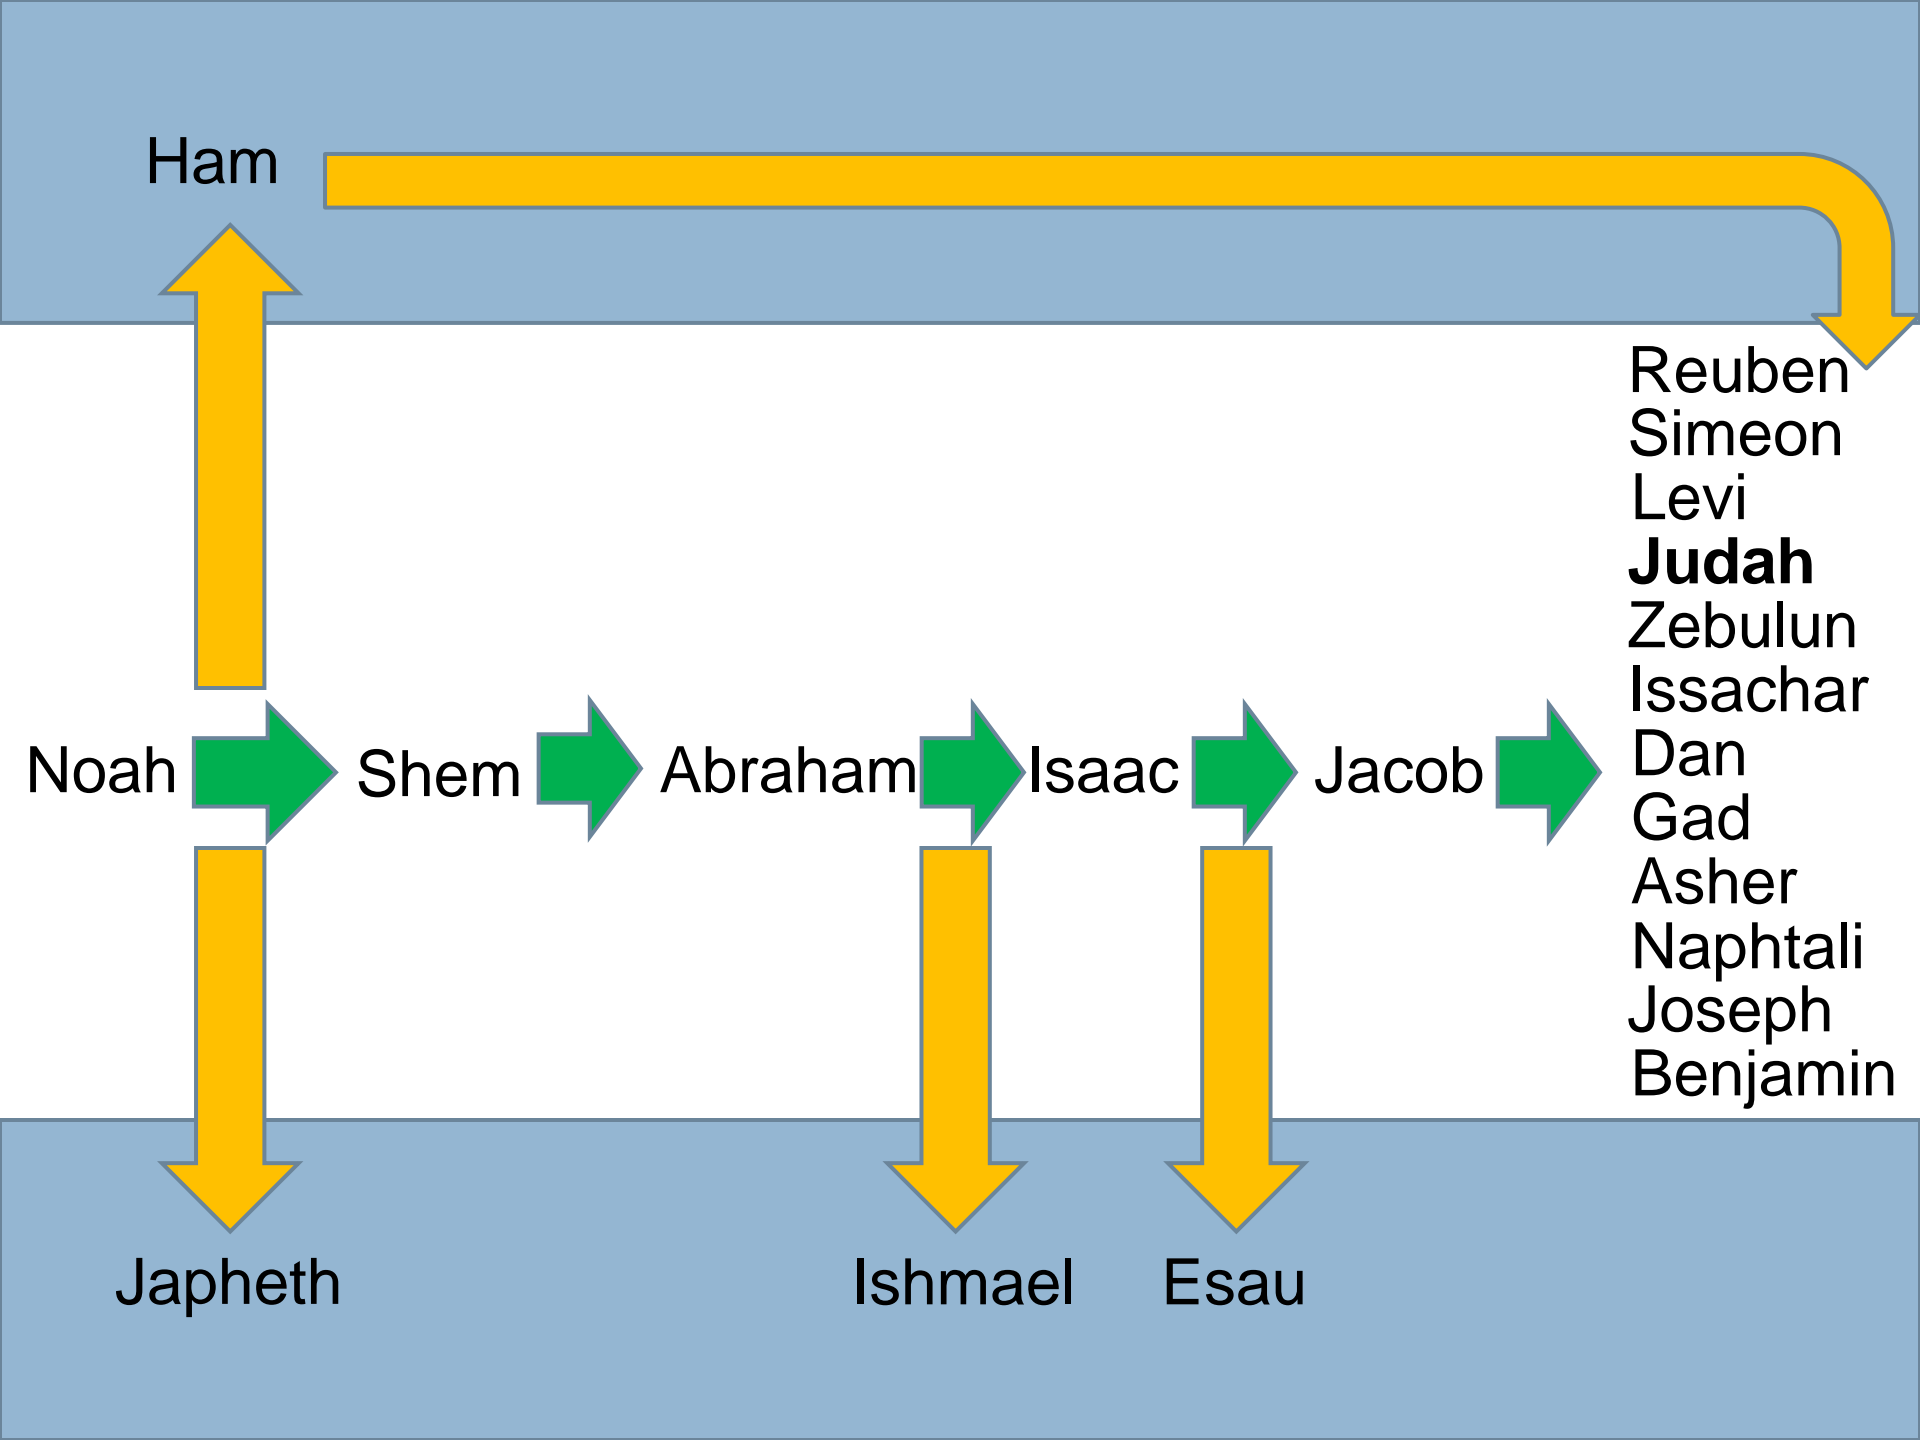 Ham
Reuben
Simeon
Levi
Judah
Zebulun
Issachar
Dan
Gad
Asher
Naphtali
Joseph
Benjamin
Noah
Shem
Abraham
Isaac
Jacob
Japheth
Ishmael
Esau